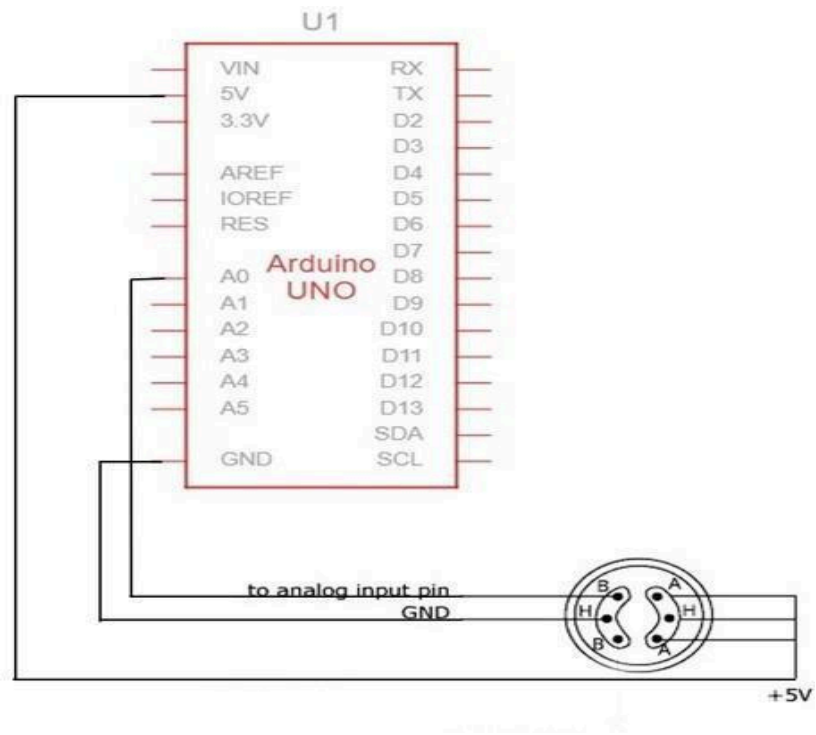 U1
VIN RX
5V TX
3.3V D2
D3
AREF D4
IOREF D5
RES D6
D7
Arduino
UNO
A0 D8
A1 D9
A2 D10
A3 D11
A4 D12
A5 D13
SDA
GND SCL
to analog input pin
GND
B A
H H
B A
+5V